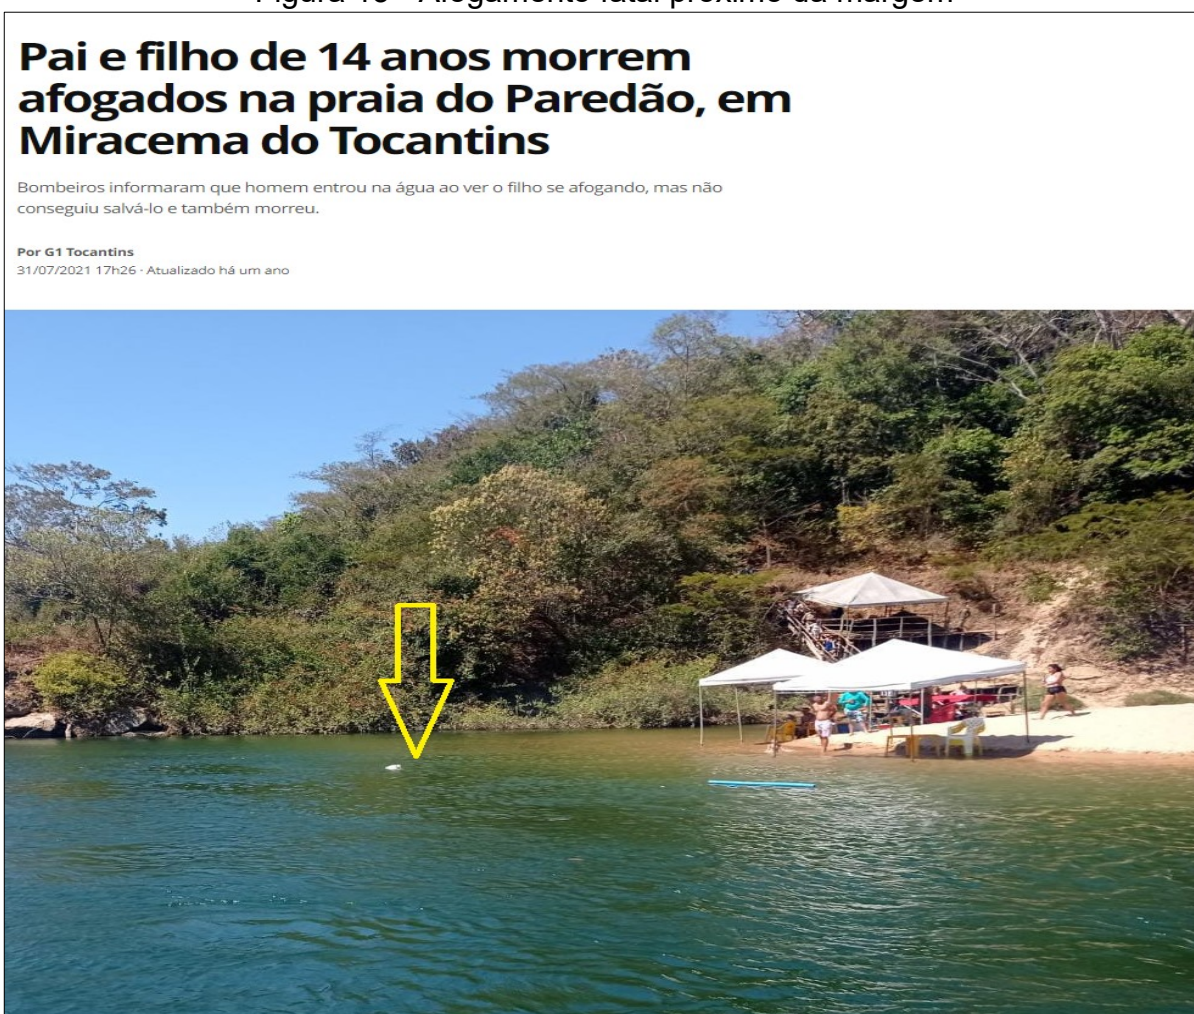 Pai e filho de 14 anos morrem
afogados na praia do Paredão, em
Miracema do Tocantins
Bombeiros informaram que homem entrou na água ao ver o filho se afogando, mas não
conseguiu salvá-lo e também morreu.
Por G1 Tocantins
31/07/2021 17h26 · Atualizado há um ano